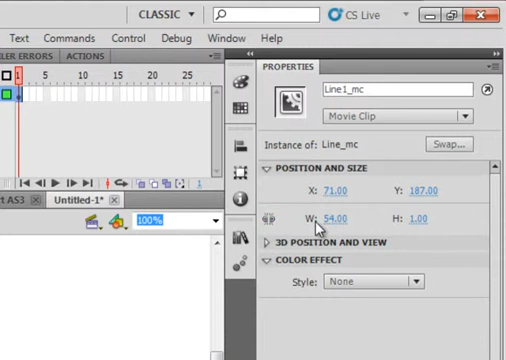 CLASSIC
CS Live
Text Commands Control Debug Window Help
ILER ERRORS ACTIONS
1 5 10 15 20 25
PROPERTIES
Line1_mc
Movie Clip
Instance of: Line_mc Swap...
POSITION AND SIZE
X: 71.00 Y: 187.00
1
rt AS3 Untitled-1*
100%
W: 54.00 H: 1.00
3D POSITION AND VIEW
COLOR EFFECT
Style: None